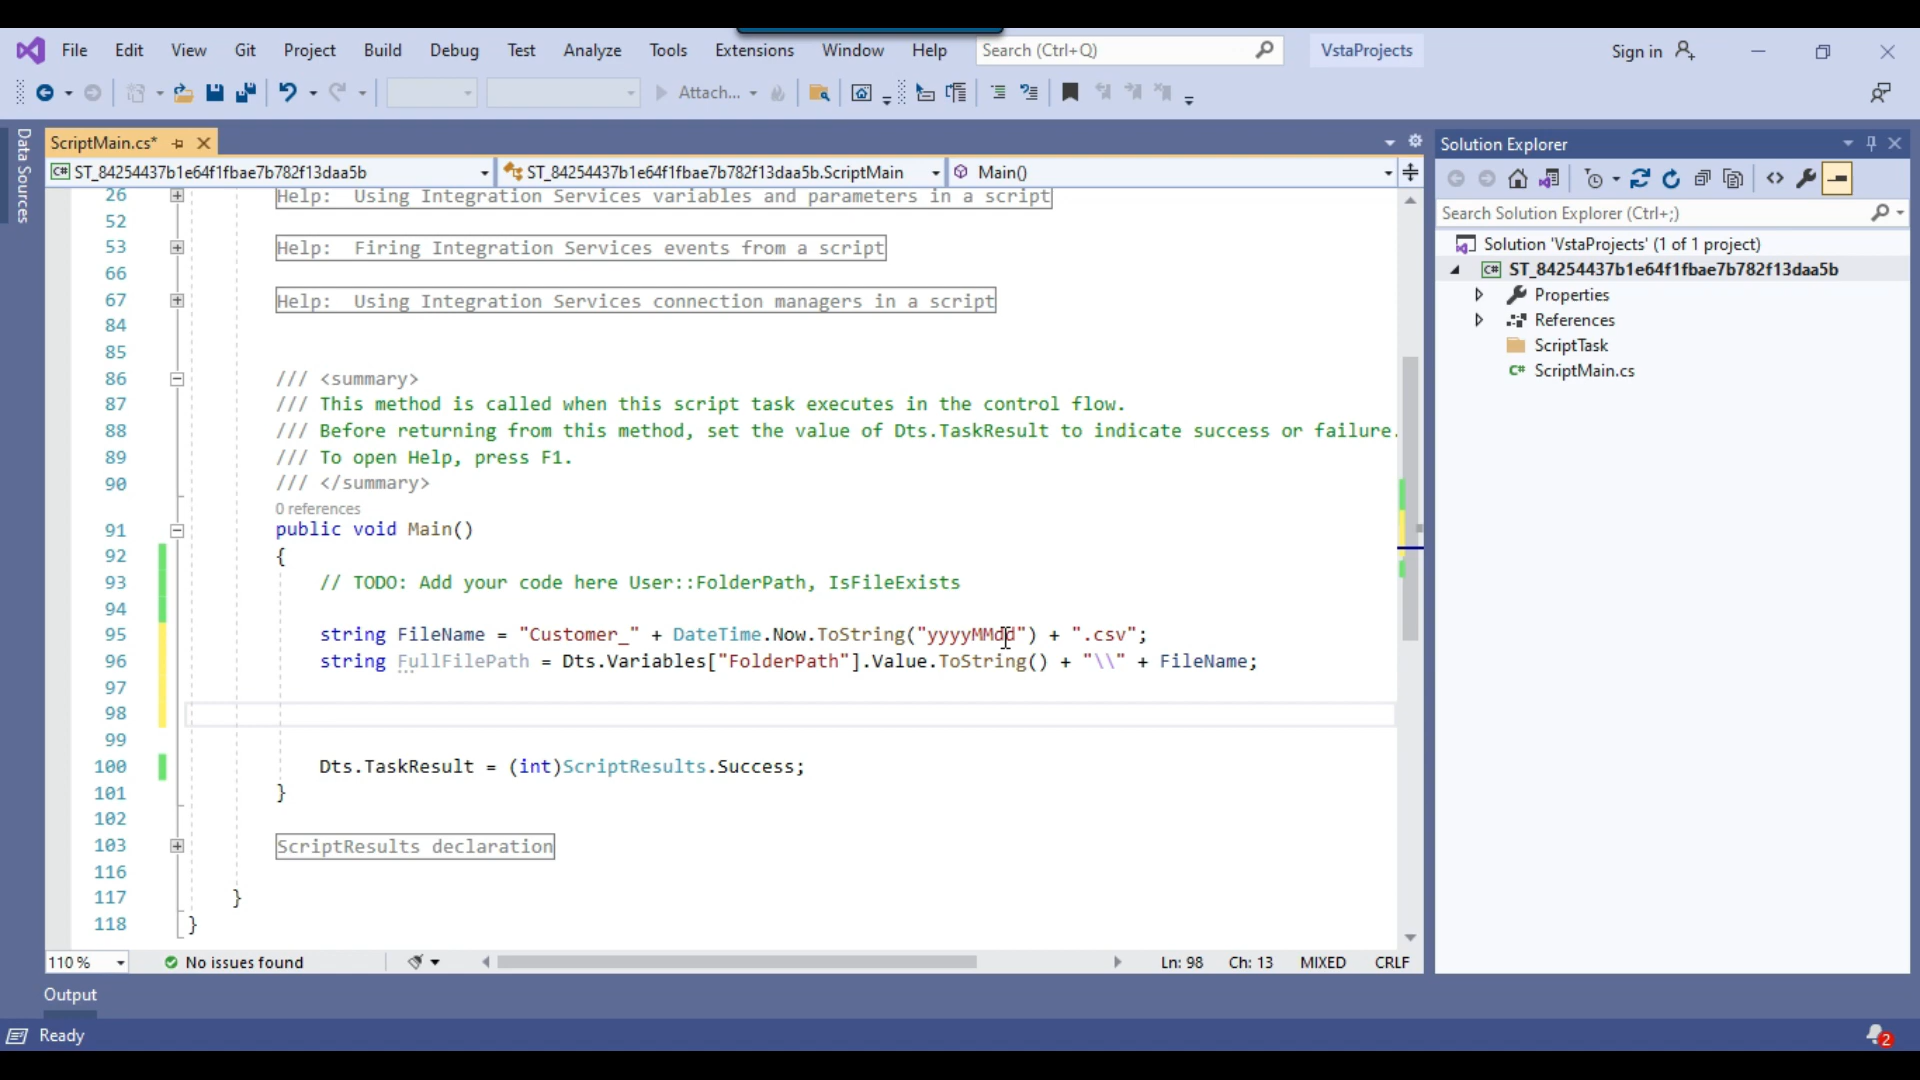 File Edit View Git Project Build Debug Test Analyze Tools Extensions Window Help Search (Ctrl+Q) VstaProjects Sign in
Attach...
Data Sources
ScriptMain.cs*
C# ST_84254437b1e64f1fbae7b782f13daa5b ST_84254437b1e64f1fbae7b782f13daa5b.ScriptMain Main()
26 Help:  Using Integration Services variables and parameters in a script
52
53 Help:  Firing Integration Services events from a script
66
67 Help:  Using Integration Services connection managers in a script
84
85
86 /// <summary>
87 /// This method is called when this script task executes in the control flow.
88 /// Before returning from this method, set the value of Dts.TaskResult to indicate success or failure.
89 /// To open Help, press F1.
90 /// </summary>
0 references
91 public void Main()
92 {
93 // TODO: Add your code here User::FolderPath, IsFileExists
94
95 string FileName = "Customer_" + DateTime.Now.ToString("yyyyMMdd") + ".csv";
96 string FullFilePath = Dts.Variables["FolderPath"].Value.ToString() + "\\" + FileName;
97
98
99
100 Dts.TaskResult = (int)ScriptResults.Success;
101 }
102
103 ScriptResults declaration
116
117 }
118 }
110 % No issues found Ln: 98 Ch: 13 MIXED CRLF
Solution Explorer
Search Solution Explorer (Ctrl+;)
Solution 'VstaProjects' (1 of 1 project)
C# ST_84254437b1e64f1fbae7b782f13daa5b
Properties
References
ScriptTask
C# ScriptMain.cs
Output
Ready
2